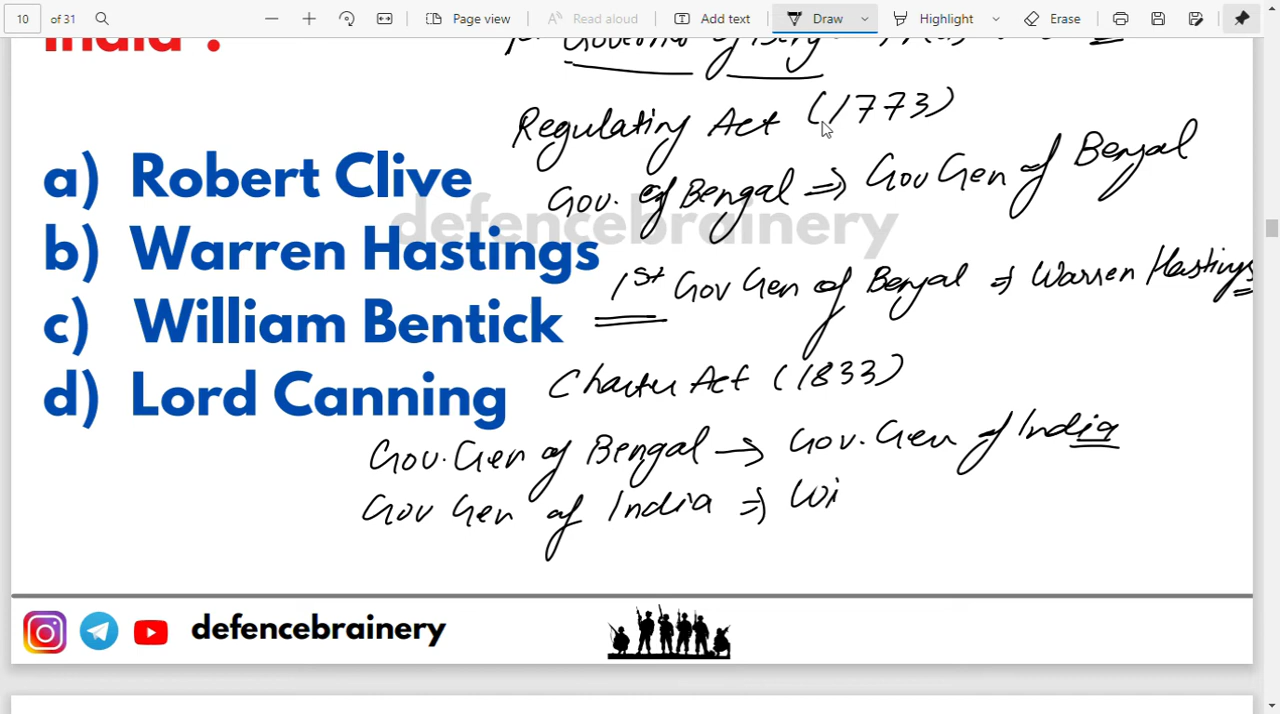 10 of 31 Page view Read aloud Add text Draw Highlight Erase
India ?
Governor of
Regulating Act (1773)
a) Robert Clive
Gov. of Bengal ⇒ Gov Gen of Bengal
defencebrainery
b) Warren Hastings
1st Gov Gen of Bengal ⇒ Warren Hastings
c) William Bentick
Charter Act (1833)
d) Lord Canning
Gov. Gen of Bengal → Gov. Gen of India
Gov Gen of India ⇒ Wi
defencebrainery